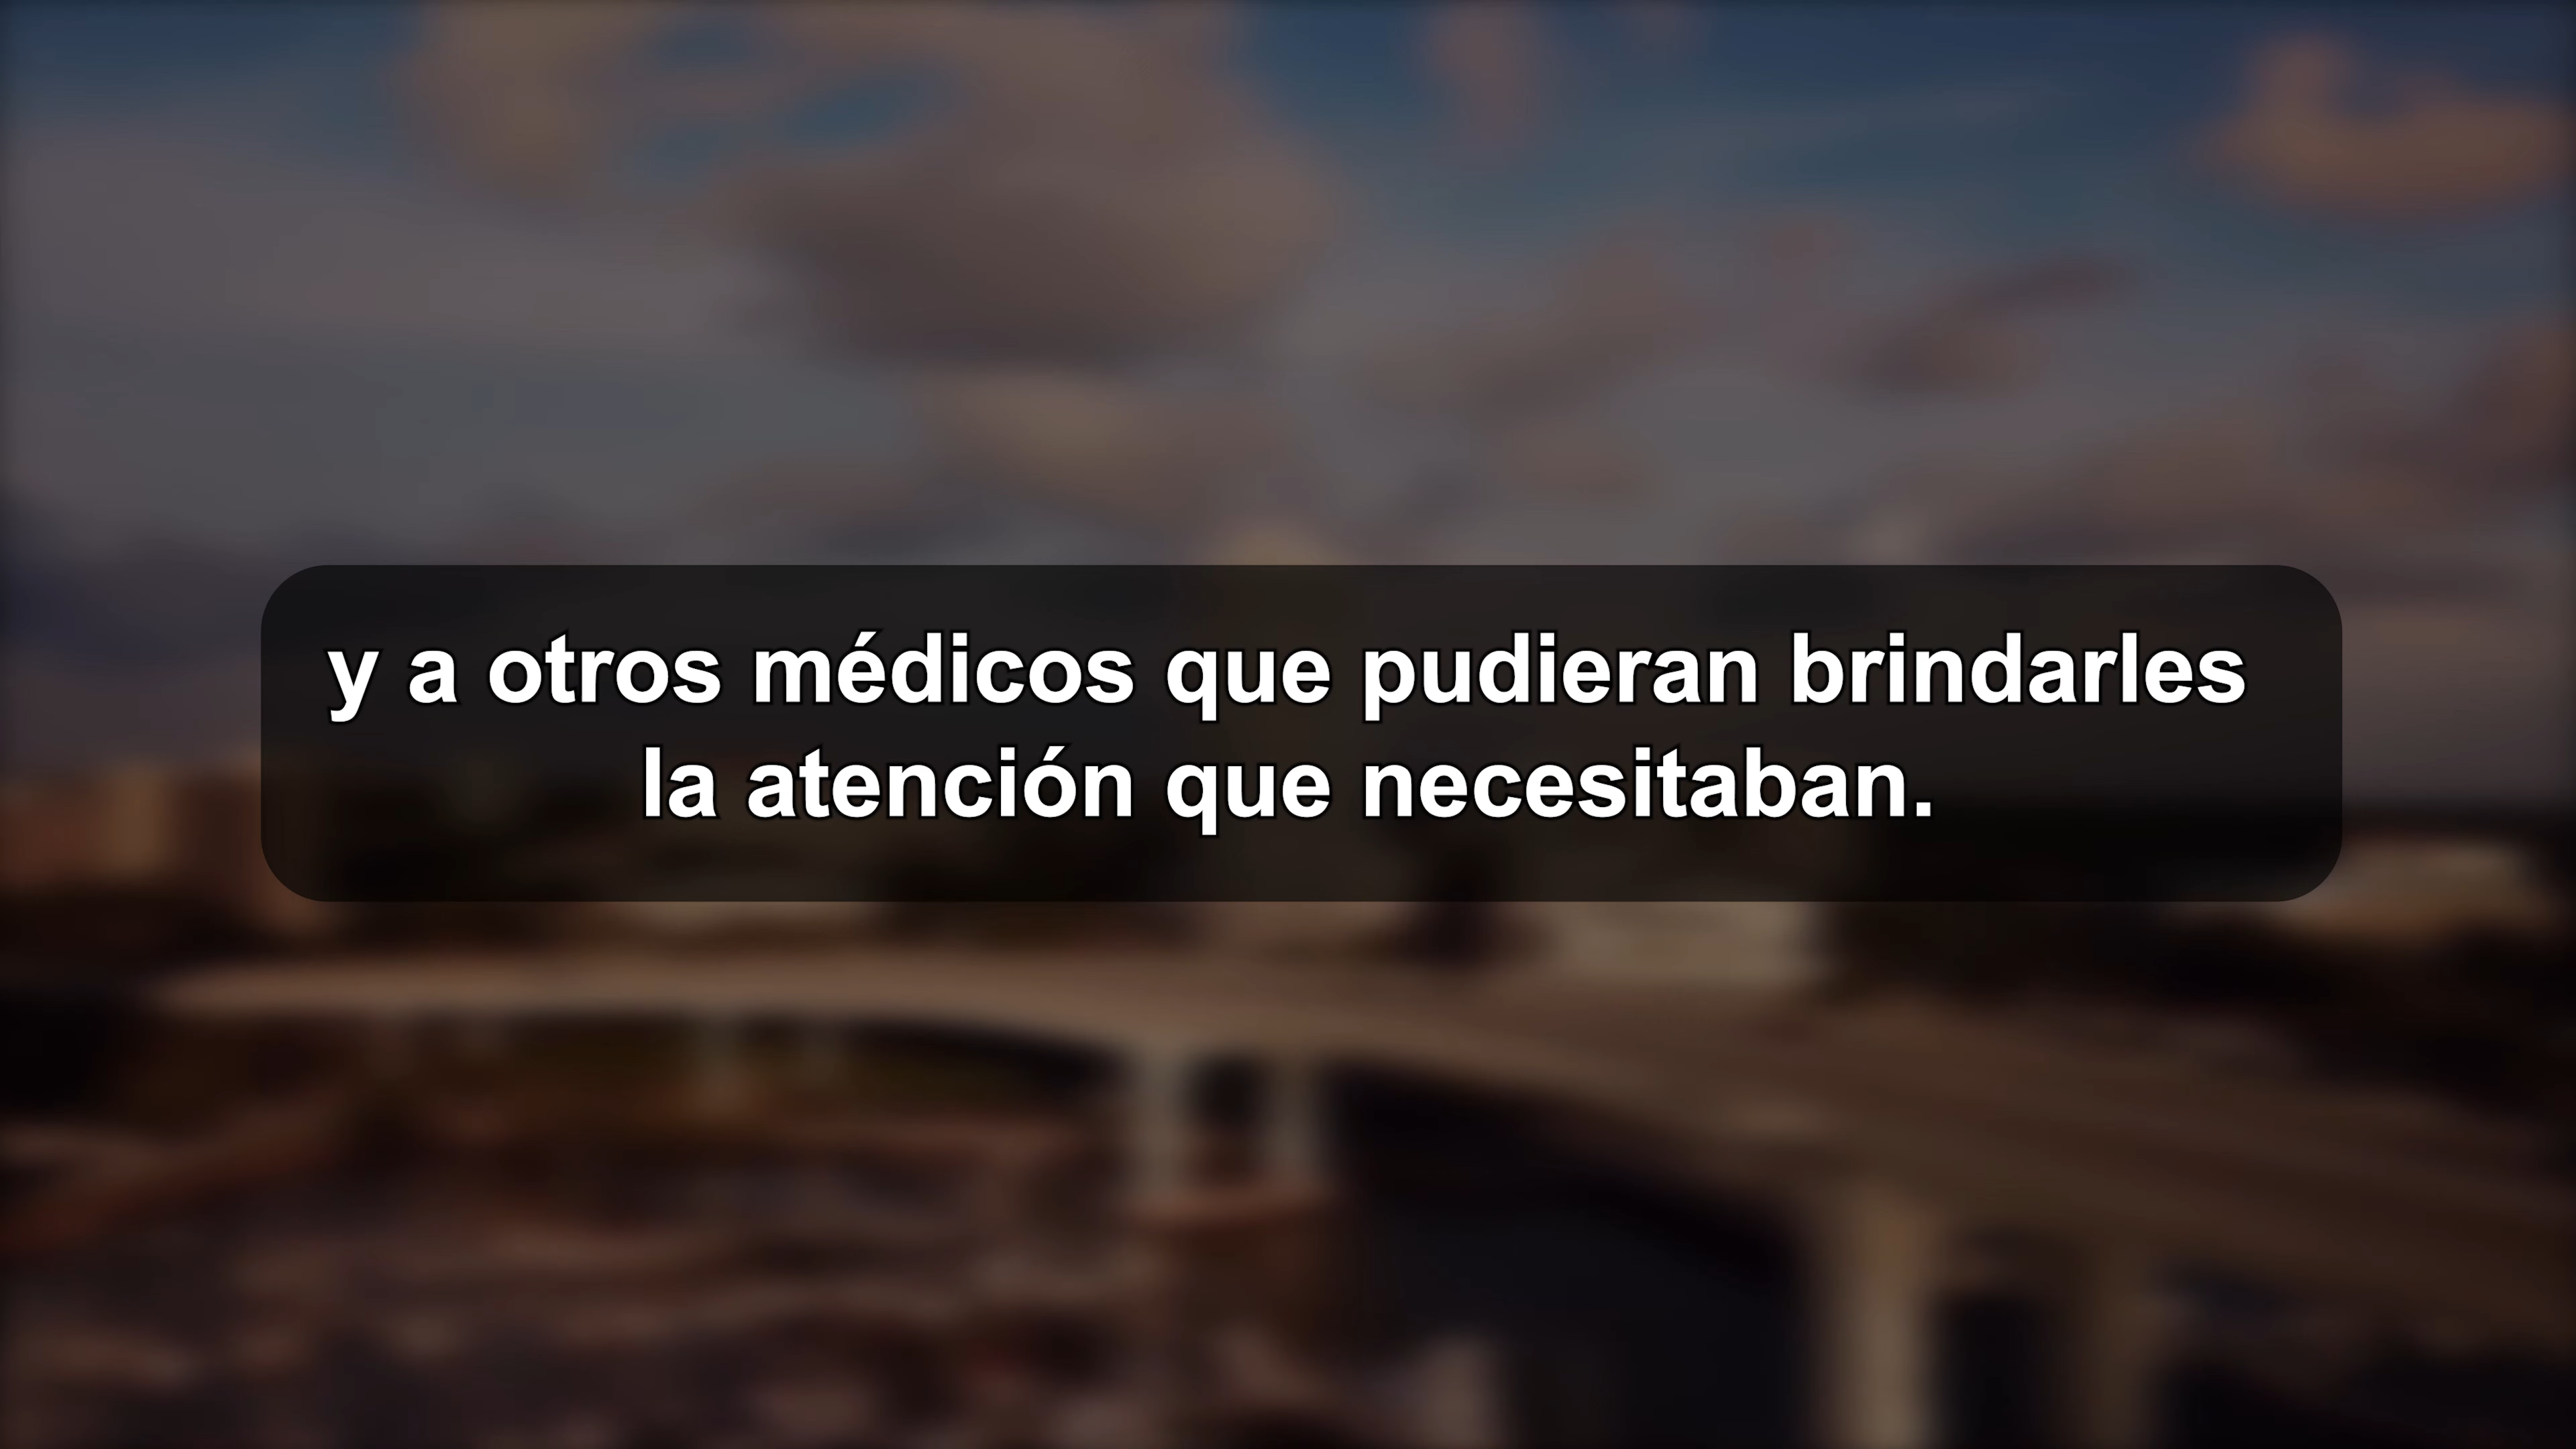 y a otros médicos que pudieran brindarles
la atención que necesitaban.